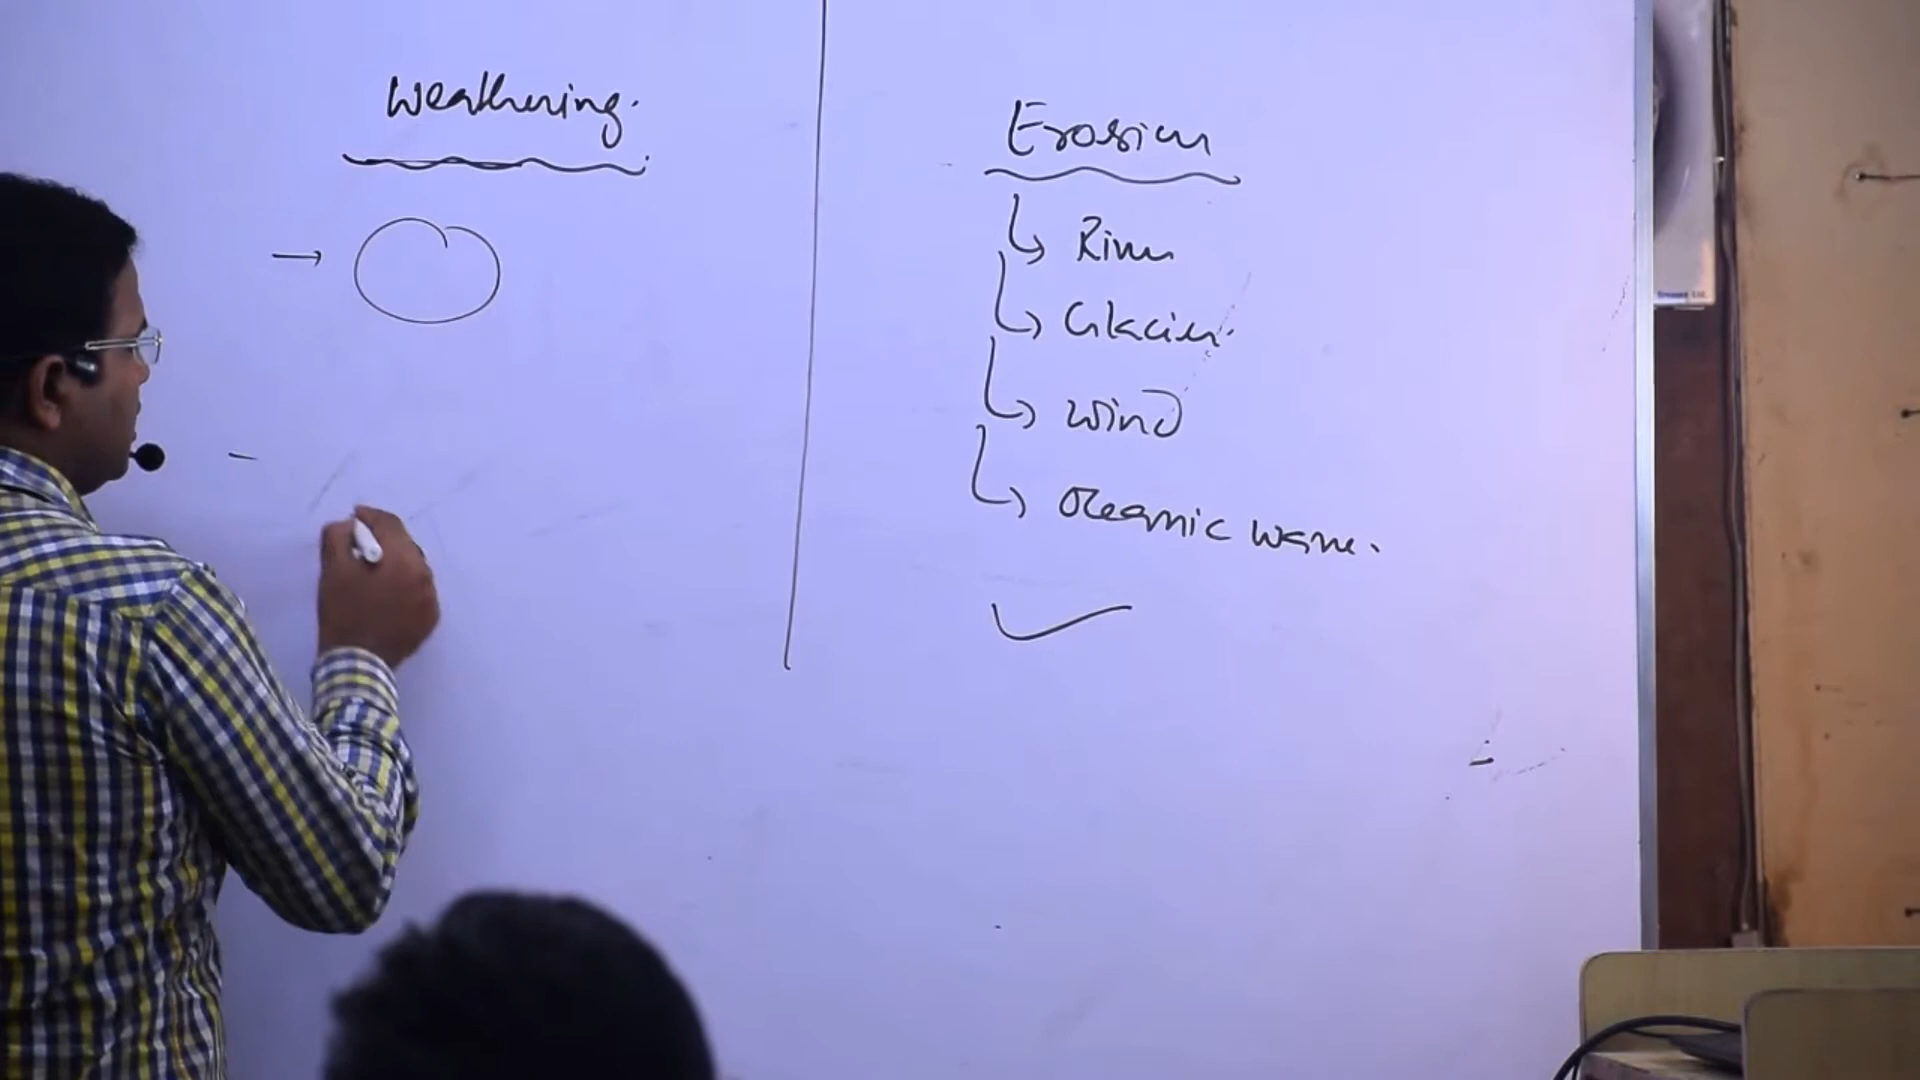 Weathering.
Erosion
→ River
→ Glacier.
→ Wind
→ Oceanic wave.